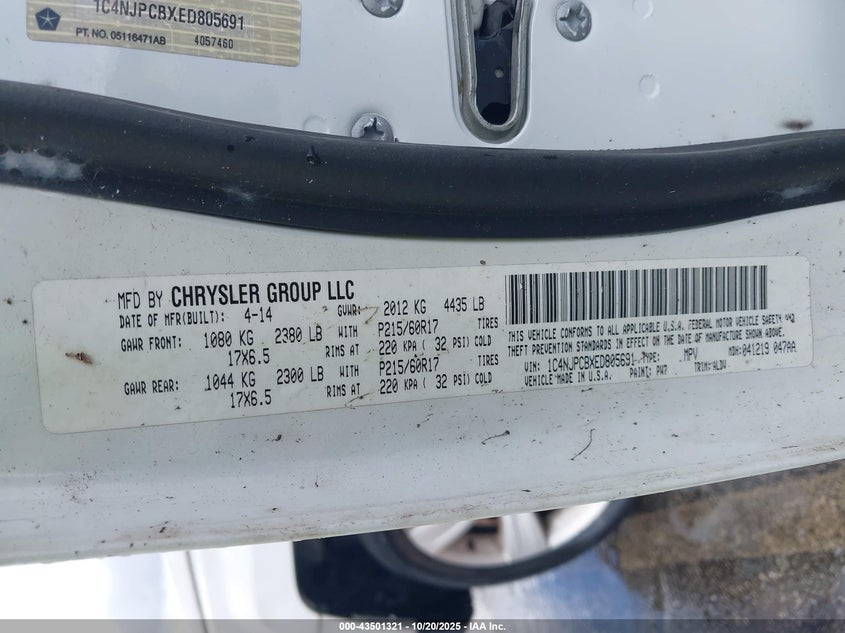 1C4NJPCBXED805691
PT. NO. 05116471AB 4057460
MFD BY CHRYSLER GROUP LLC
DATE OF MFR(BUILT): 4-14 GVWR: 2012 KG 4435 LB
GAWR FRONT: 1080 KG 2380 LB WITH P215/60R17 TIRES
17X6.5 RIMS AT 220 KPA ( 32 PSI) COLD
GAWR REAR: 1044 KG 2300 LB WITH P215/60R17 TIRES
17X6.5 RIMS AT 220 KPA ( 32 PSI) COLD
THIS VEHICLE CONFORMS TO ALL APPLICABLE U.S.A. FEDERAL MOTOR VEHICLE SAFETY AND
THEFT PREVENTION STANDARDS IN EFFECT ON THE DATE OF MANUFACTURE SHOWN ABOVE.
VIN: 1C4NJPCBXED805691 TYPE: MPV MDH: 041219 047AA
VEHICLE MADE IN U.S.A. PAINT: PW7 TRIM: ALDV
000-43501321 - 10/20/2025 - IAA Inc.